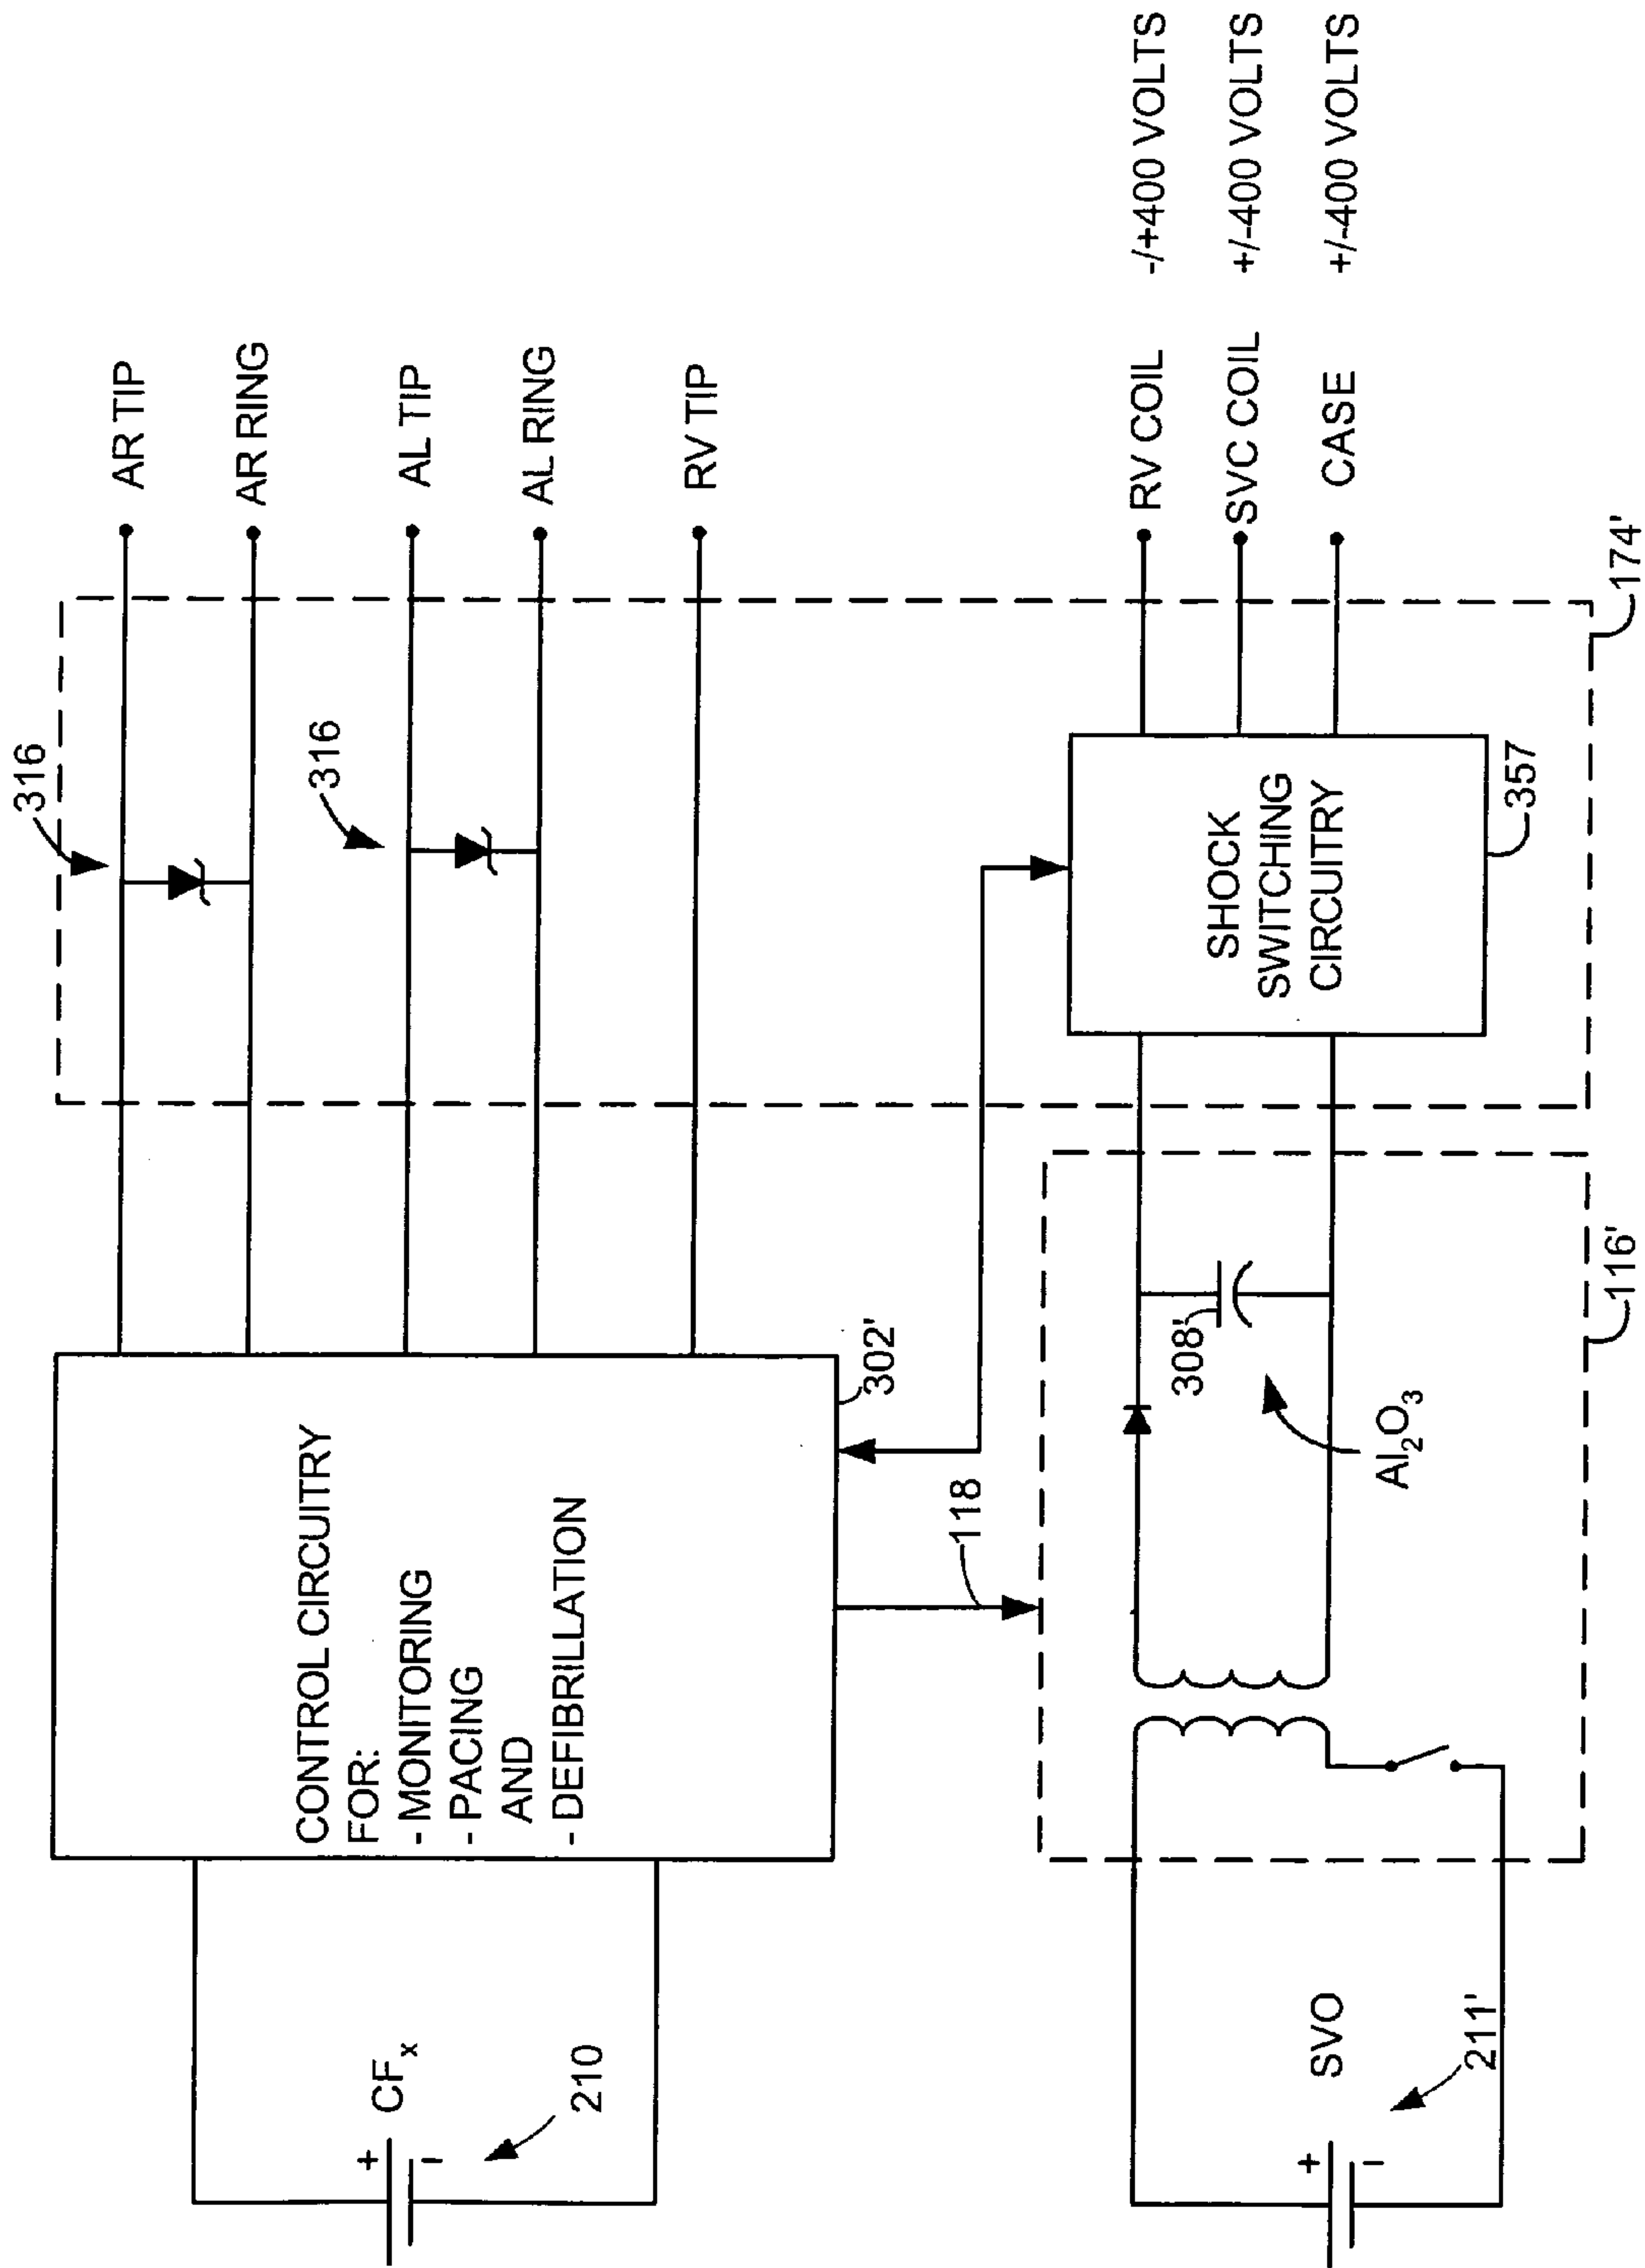 316
AR TIP
AR RING
316
AL TIP
AL RING
RV TIP
CONTROL CIRCUITRY
FOR:
- MONITORING
- PACING
AND
- DEFIBRILLATION
302'
CFx
+
-
210
118
SHOCK
SWITCHING
CIRCUITRY
357
RV COIL -/+400 VOLTS
SVC COIL +/-400 VOLTS
CASE +/-400 VOLTS
174'
308'
Al2O3
116'
SVO
+
-
211'